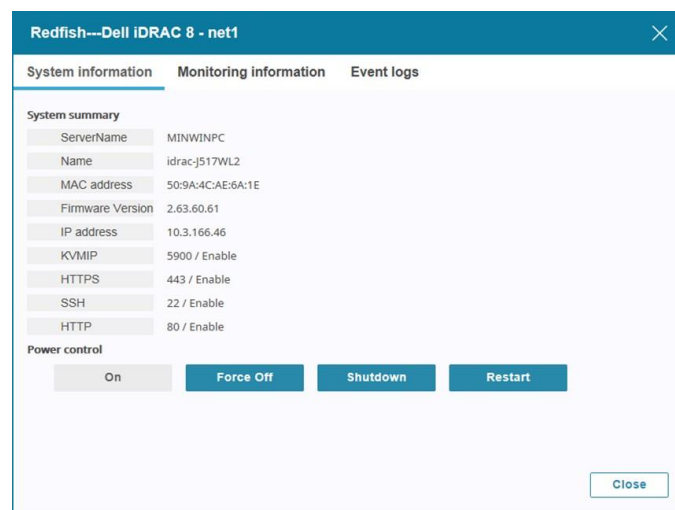 Redfish---Dell iDRAC 8 - net1
System information Monitoring information Event logs
System summary
ServerName MINWINPC
Name idrac-J517WL2
MAC address 50:9A:4C:AE:6A:1E
Firmware Version 2.63.60.61
IP address 10.3.166.46
KVMIP 5900 / Enable
HTTPS 443 / Enable
SSH 22 / Enable
HTTP 80 / Enable
Power control
On Force Off Shutdown Restart
Close